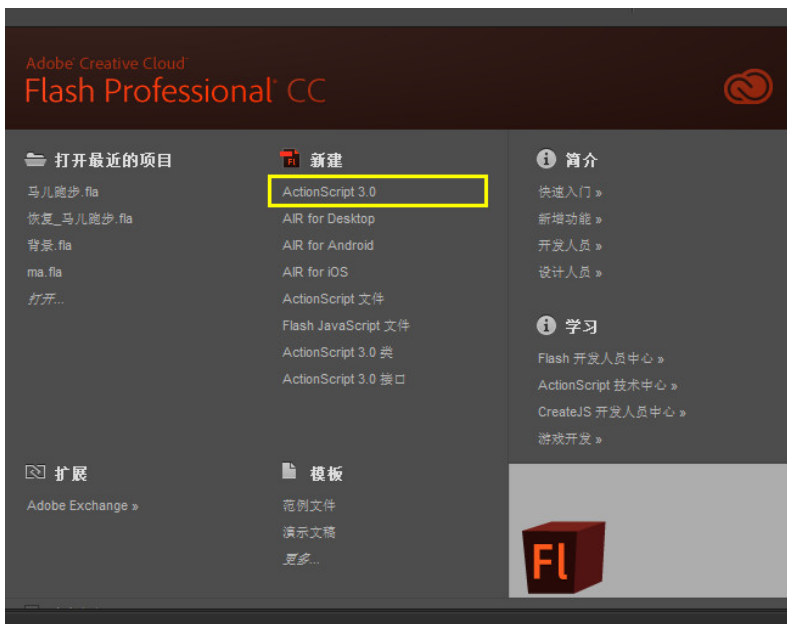 Adobe Creative Cloud
Flash Professional CC
打开最近的项目
马儿跑步.fla
恢复_马儿跑步.fla
背景.fla
ma.fla
打开...
新建
ActionScript 3.0
AIR for Desktop
AIR for Android
AIR for iOS
ActionScript 文件
Flash JavaScript 文件
ActionScript 3.0 类
ActionScript 3.0 接口
简介
快速入门 »
新增功能 »
开发人员 »
设计人员 »
学习
Flash 开发人员中心 »
ActionScript 技术中心 »
CreateJS 开发人员中心 »
游戏开发 »
扩展
Adobe Exchange »
模板
范例文件
演示文稿
更多...
Fl